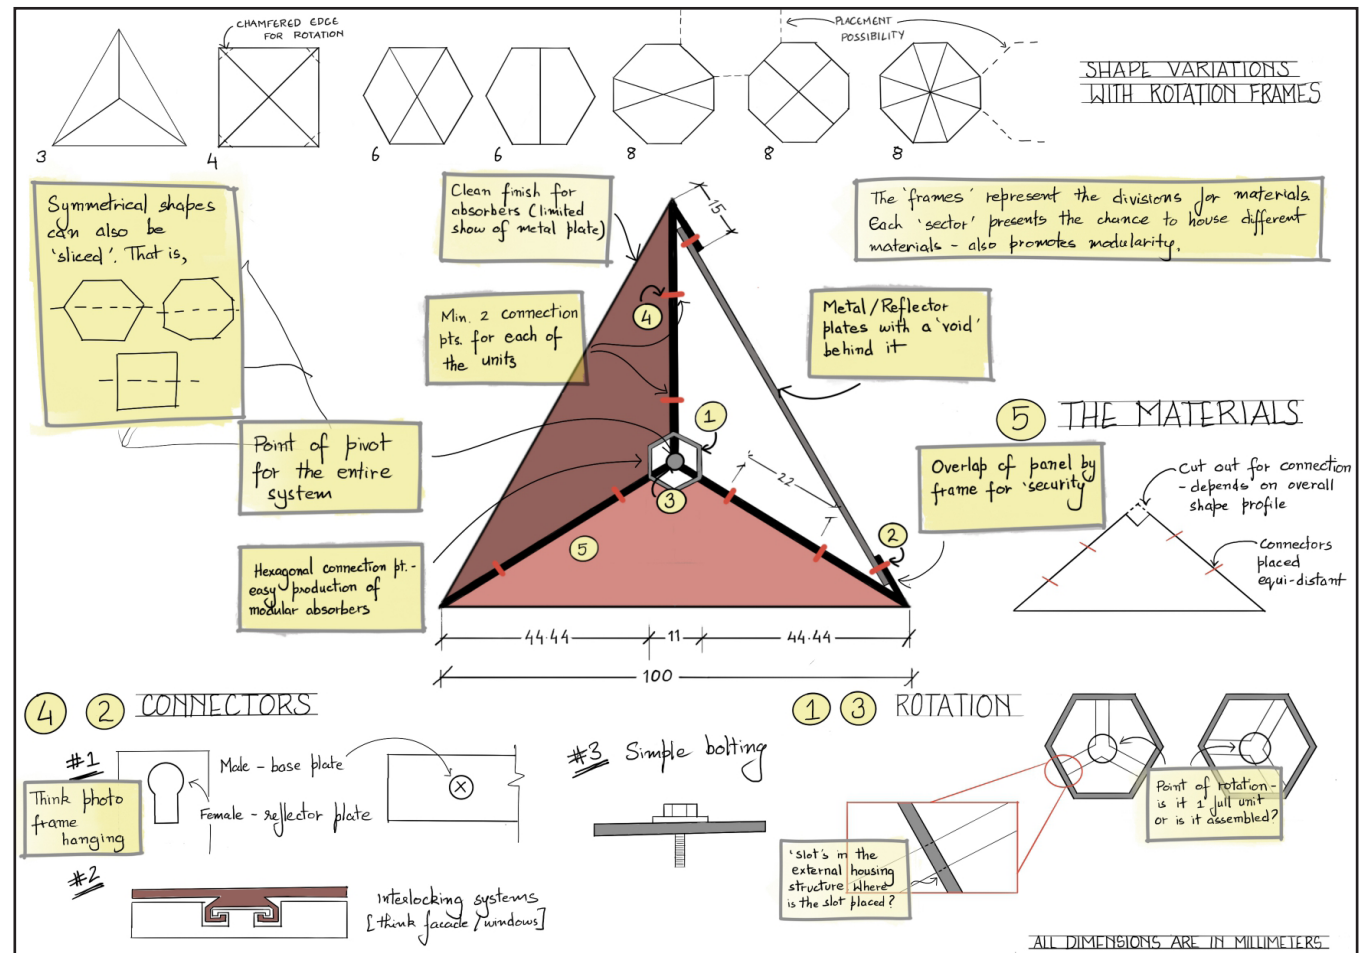 CHAMFERED EDGE
FOR ROTATION
PLACEMENT
POSSIBILITY
SHAPE VARIATIONS
WITH ROTATION FRAMES
3
4
6
6
8
8
8
Symmetrical shapes
can also be
'sliced'. That is,
Clean finish for
absorbers (limited
show of metal plate)
15
The 'frames' represent the divisions for materials.
Each 'sector' presents the chance to house different
materials - also promotes modularity.
Min. 2 connection
pts. for each of
the units
4
Metal/Reflector
plates with a 'void'
behind it
Point of pivot
for the entire
system
1
3
22
5 THE MATERIALS
Overlap of panel by
frame for 'security'
Cut out for connection
- depends on overall
shape profile
2
5
Connectors
placed
equi-distant
Hexagonal connection pt.-
easy production of
modular absorbers
44.44
11
44.44
100
4 2 CONNECTORS
#1
Male - base plate
Female - reflector plate
Think photo
frame
hanging
#2
Interlocking systems
[think facade/windows]
#3 Simple bolting
1 3 ROTATION
Point of rotation-
is it 1 full unit
or is it assembled?
'slot's in the
external housing
structure where
is the slot placed?
ALL DIMENSIONS ARE IN MILLIMETERS